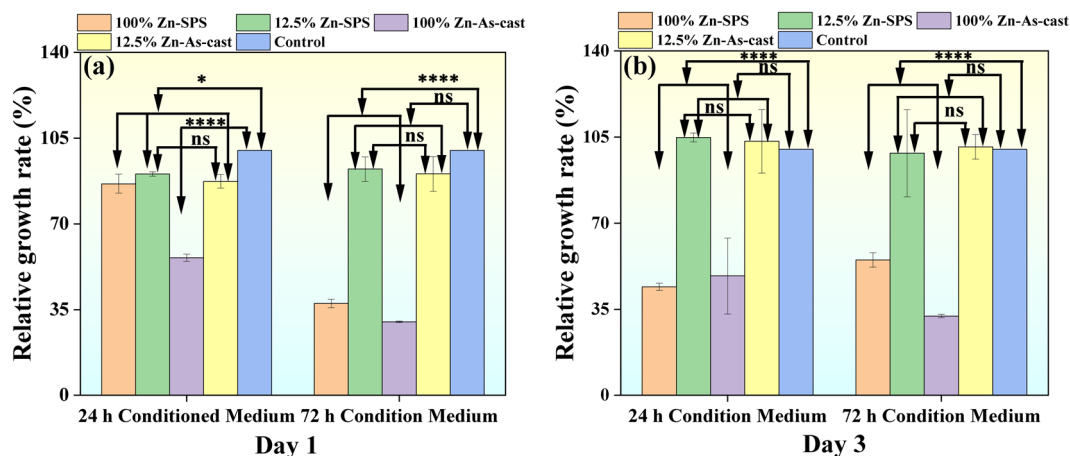 100% Zn-SPS 12.5% Zn-SPS 100% Zn-As-cast
12.5% Zn-As-cast Control
(a)
Relative growth rate (%)
140
105
70
35
0
*
****
ns
****
ns
ns
24 h Conditioned Medium 72 h Condition Medium
Day 1
100% Zn-SPS 12.5% Zn-SPS 100% Zn-As-cast
12.5% Zn-As-cast Control
(b)
Relative growth rate (%)
140
105
70
35
0
****
ns
ns
****
ns
ns
24 h Condition Medium 72 h Condition Medium
Day 3